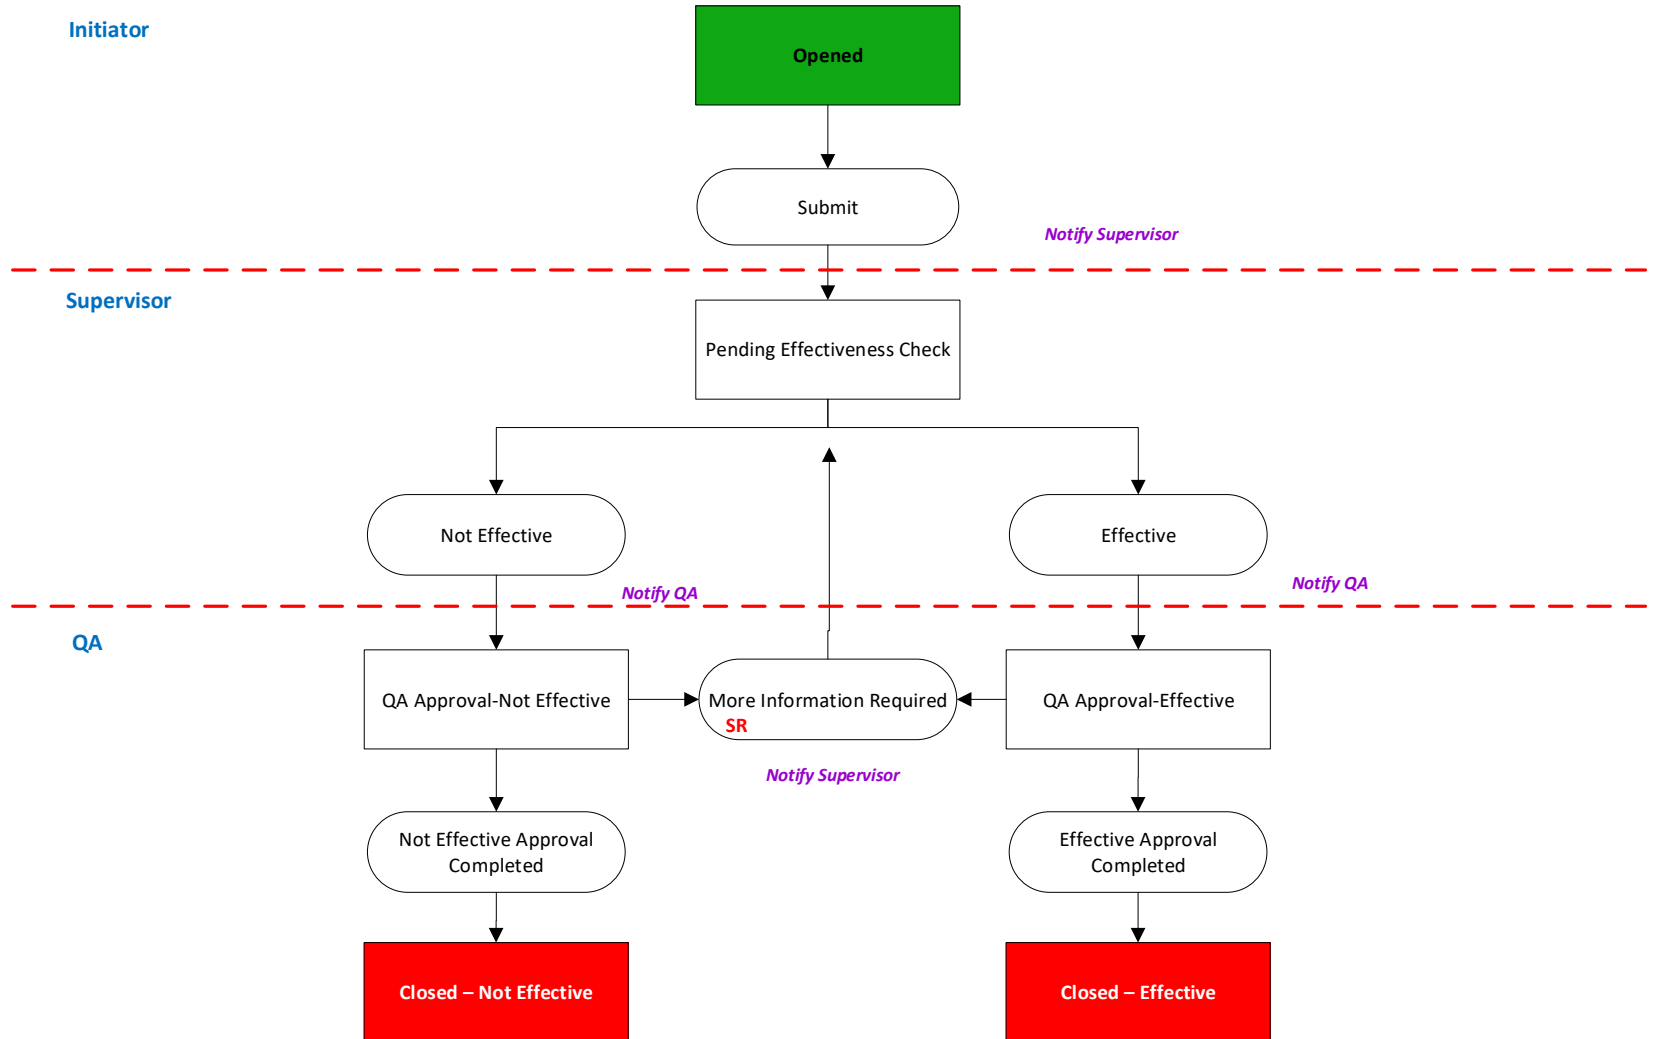 Initiator
Opened
Submit
Notify Supervisor
Supervisor
Pending Effectiveness Check
Not Effective
Effective
Notify QA
Notify QA
QA
QA Approval-Not Effective
More Information Required
SR
QA Approval-Effective
Notify Supervisor
Not Effective Approval
Completed
Effective Approval
Completed
Closed – Not Effective
Closed – Effective